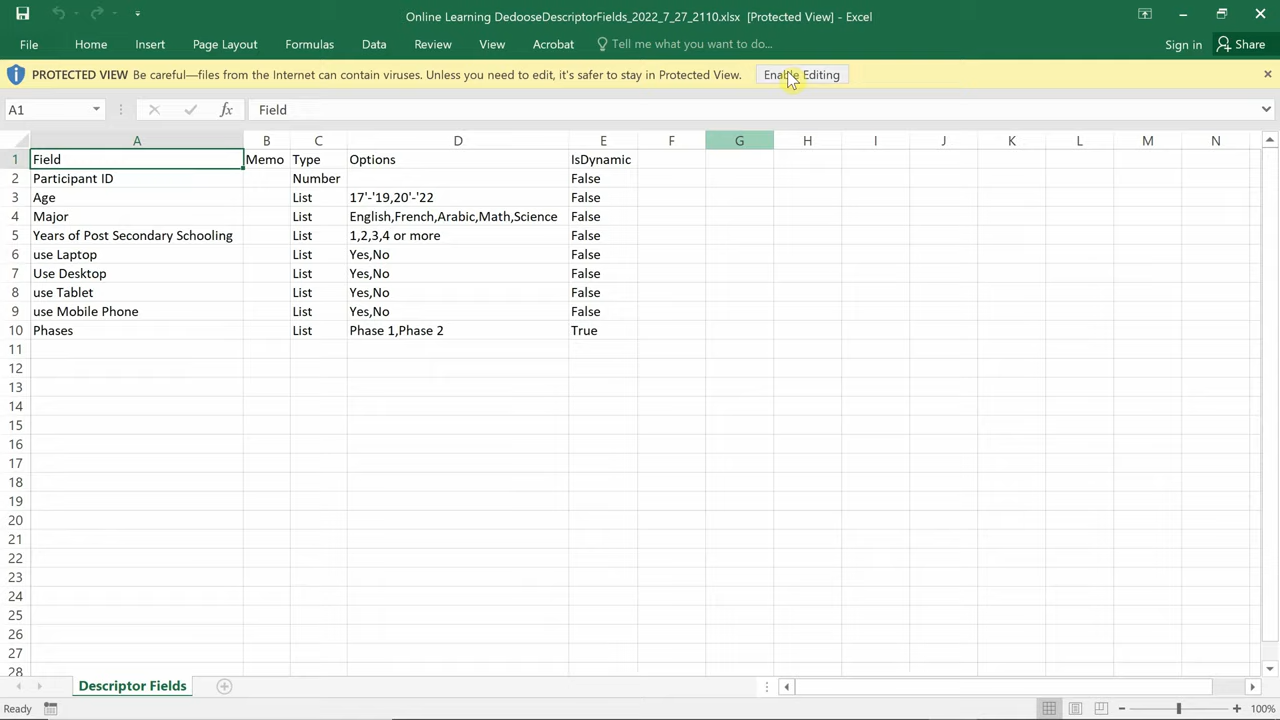 Online Learning DedooseDescriptorFields_2022_7_27_2110.xlsx [Protected View] - Excel
File Home Insert Page Layout Formulas Data Review View Acrobat Tell me what you want to do... Sign in Share
PROTECTED VIEW Be careful—files from the Internet can contain viruses. Unless you need to edit, it's safer to stay in Protected View. Enable Editing
A1 fx Field
A B C D E F G H I J K L M N
1 Field Memo Type Options IsDynamic
2 Participant ID Number False
3 Age List 17'-'19,20'-'22 False
4 Major List English,French,Arabic,Math,Science False
5 Years of Post Secondary Schooling List 1,2,3,4 or more False
6 use Laptop List Yes,No False
7 Use Desktop List Yes,No False
8 use Tablet List Yes,No False
9 use Mobile Phone List Yes,No False
10 Phases List Phase 1,Phase 2 True
11
12
13
14
15
16
17
18
19
20
21
22
23
24
25
26
27
28
Descriptor Fields
Ready 100%